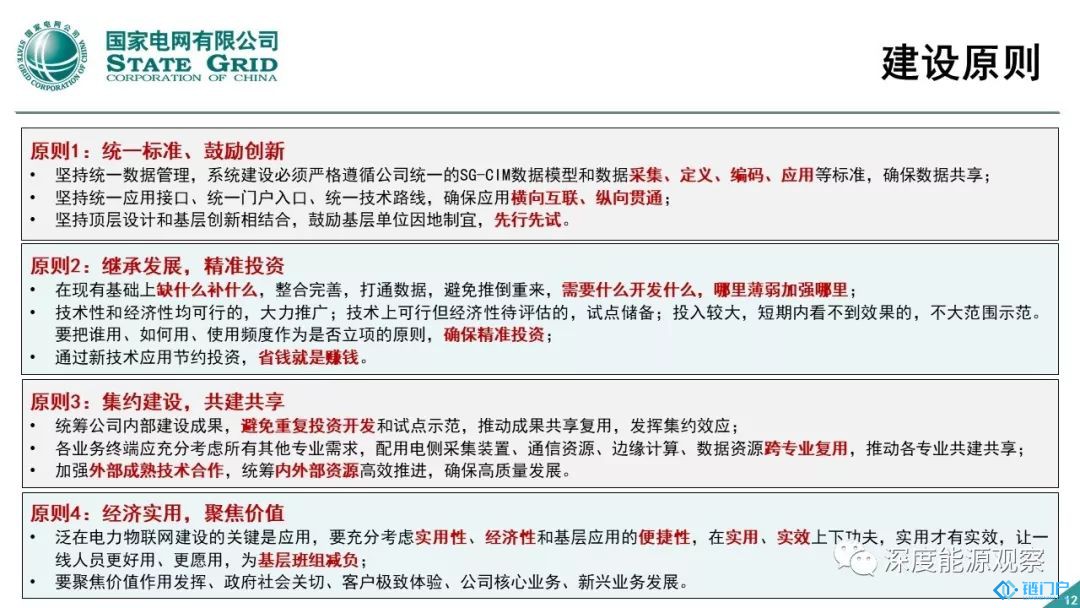 国家电网公司
STATE GRID CORPORATION OF CHINA
国家电网有限公司
STATE GRID
CORPORATION OF CHINA
建设原则
原则1：统一标准、鼓励创新
• 坚持统一数据管理，系统建设必须严格遵循公司统一的SG-CIM数据模型和数据采集、定义、编码、应用等标准，确保数据共享；
• 坚持统一应用接口、统一门户入口、统一技术路线，确保应用横向互联、纵向贯通；
• 坚持顶层设计和基层创新相结合，鼓励基层单位因地制宜，先行先试。
原则2：继承发展，精准投资
• 在现有基础上缺什么补什么，整合完善，打通数据，避免推倒重来，需要什么开发什么，哪里薄弱加强哪里；
• 技术性和经济性均可行的，大力推广；技术上可行但经济性待评估的，试点储备；投入较大，短期内看不到效果的，不大范围示范。
要把谁用、如何用、使用频度作为是否立项的原则，确保精准投资；
• 通过新技术应用节约投资，省钱就是赚钱。
原则3：集约建设，共建共享
• 统筹公司内部建设成果，避免重复投资开发和试点示范，推动成果共享复用，发挥集约效应；
• 各业务终端应充分考虑所有其他专业需求，配用电侧采集装置、通信资源、边缘计算、数据资源跨专业复用，推动各专业共建共享；
• 加强外部成熟技术合作，统筹内外部资源高效推进，确保高质量发展。
原则4：经济实用，聚焦价值
• 泛在电力物联网建设的关键是应用，要充分考虑实用性、经济性和基层应用的便捷性，在实用、实效上下功夫，实用才有实效，让一
线人员更好用、更愿用，为基层班组减负；
• 要聚焦价值作用发挥、政府社会关切、客户极致体验、公司核心业务、新兴业务发展。
深度能源观察
链门户
12